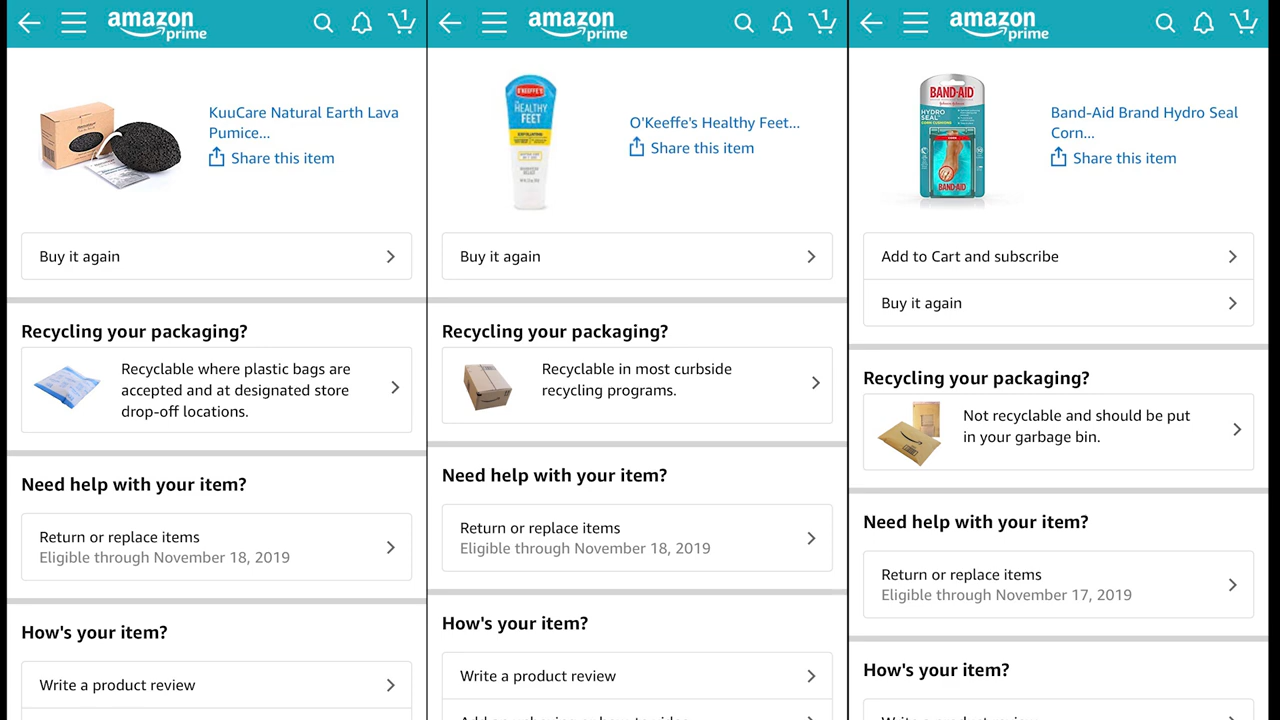 amazon
prime
1
KuuCare Natural Earth Lava
Pumice...
Share this item
Buy it again
Recycling your packaging?
Recyclable where plastic bags are
accepted and at designated store
drop-off locations.
Need help with your item?
Return or replace items
Eligible through November 18, 2019
How's your item?
Write a product review
amazon
prime
1
O'KEEFFE'S
HEALTHY
FEET
O'Keeffe's Healthy Feet...
Share this item
Buy it again
Recycling your packaging?
Recyclable in most curbside
recycling programs.
Need help with your item?
Return or replace items
Eligible through November 18, 2019
How's your item?
Write a product review
amazon
prime
1
BAND-AID
HYDRO
SEAL
BAND-AID
Band-Aid Brand Hydro Seal
Corn...
Share this item
Add to Cart and subscribe
Buy it again
Recycling your packaging?
Not recyclable and should be put
in your garbage bin.
Need help with your item?
Return or replace items
Eligible through November 17, 2019
How's your item?